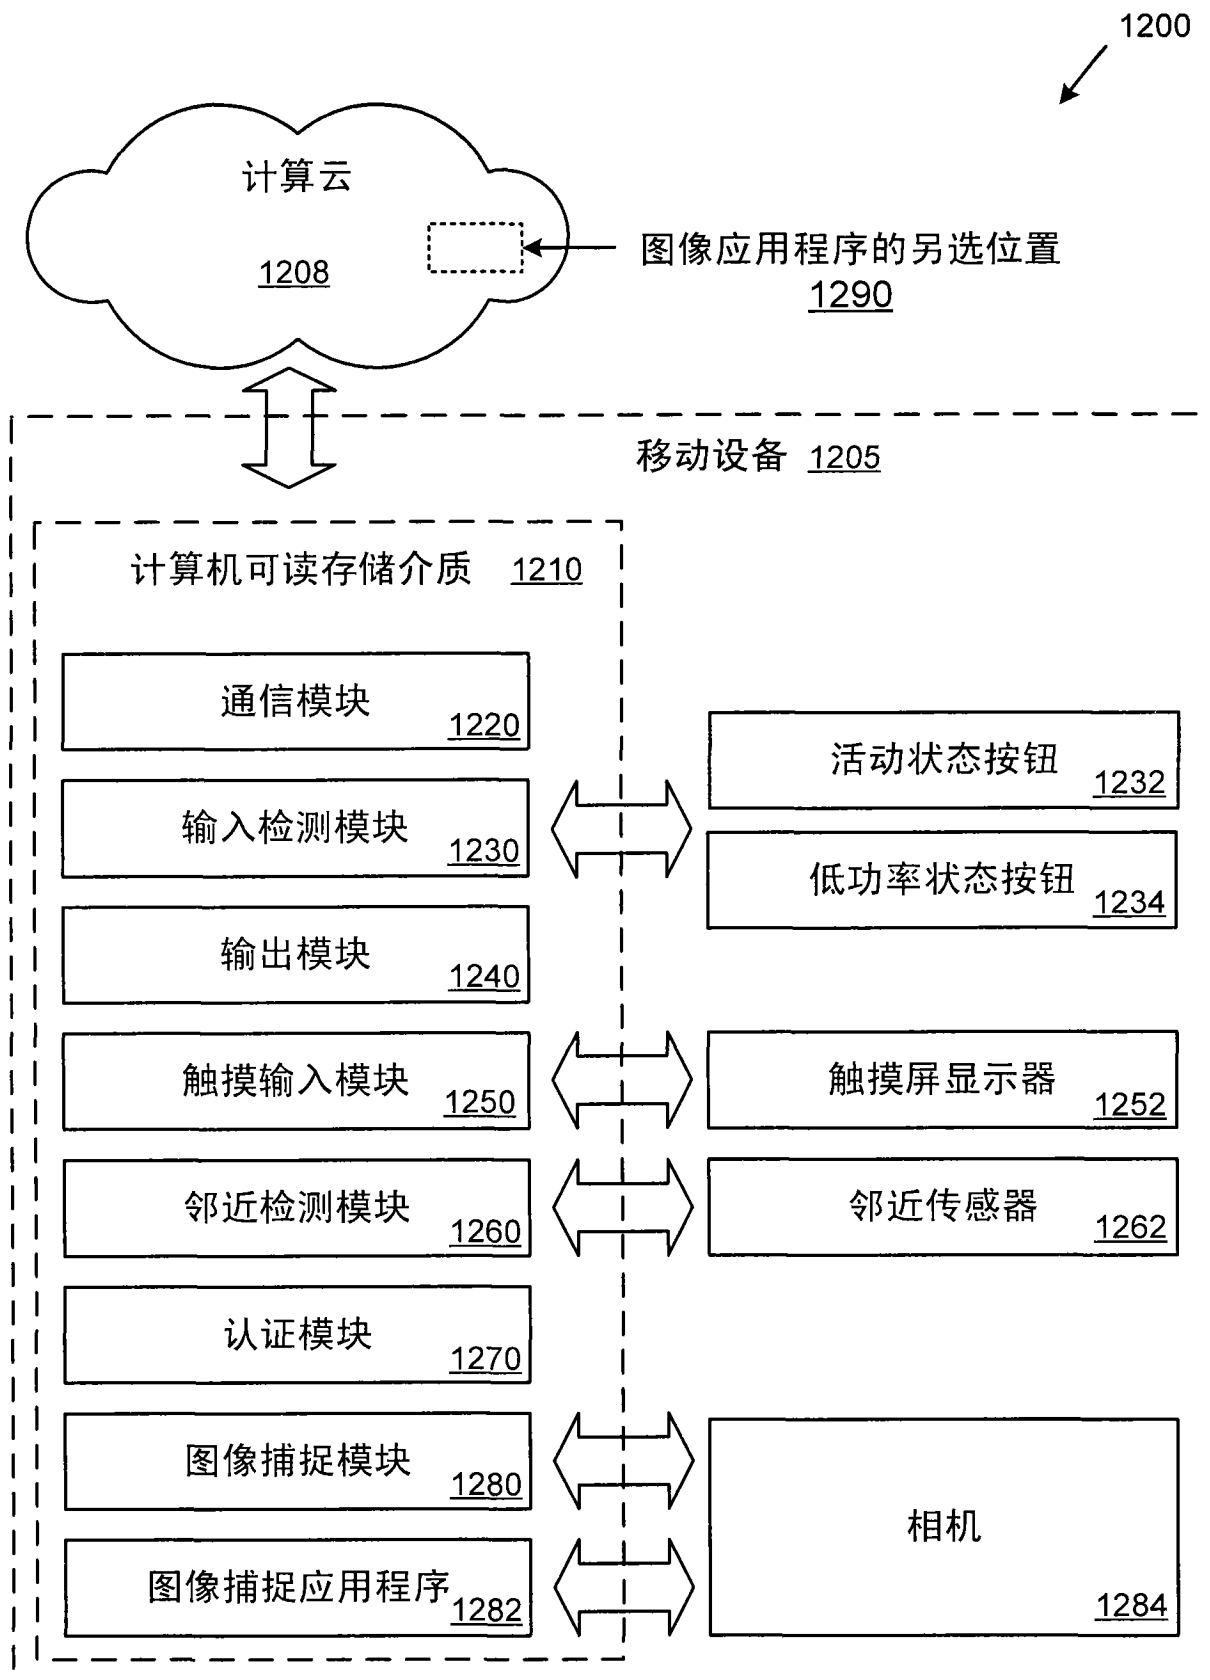 1200
计算云
1208
图像应用程序的另选位置
1290
移动设备 1205
计算机可读存储介质 1210
通信模块
1220
输入检测模块
1230
活动状态按钮
1232
低功率状态按钮
1234
输出模块
1240
触摸输入模块
1250
触摸屏显示器
1252
邻近检测模块
1260
邻近传感器
1262
认证模块
1270
图像捕捉模块
1280
图像捕捉应用程序
1282
相机
1284